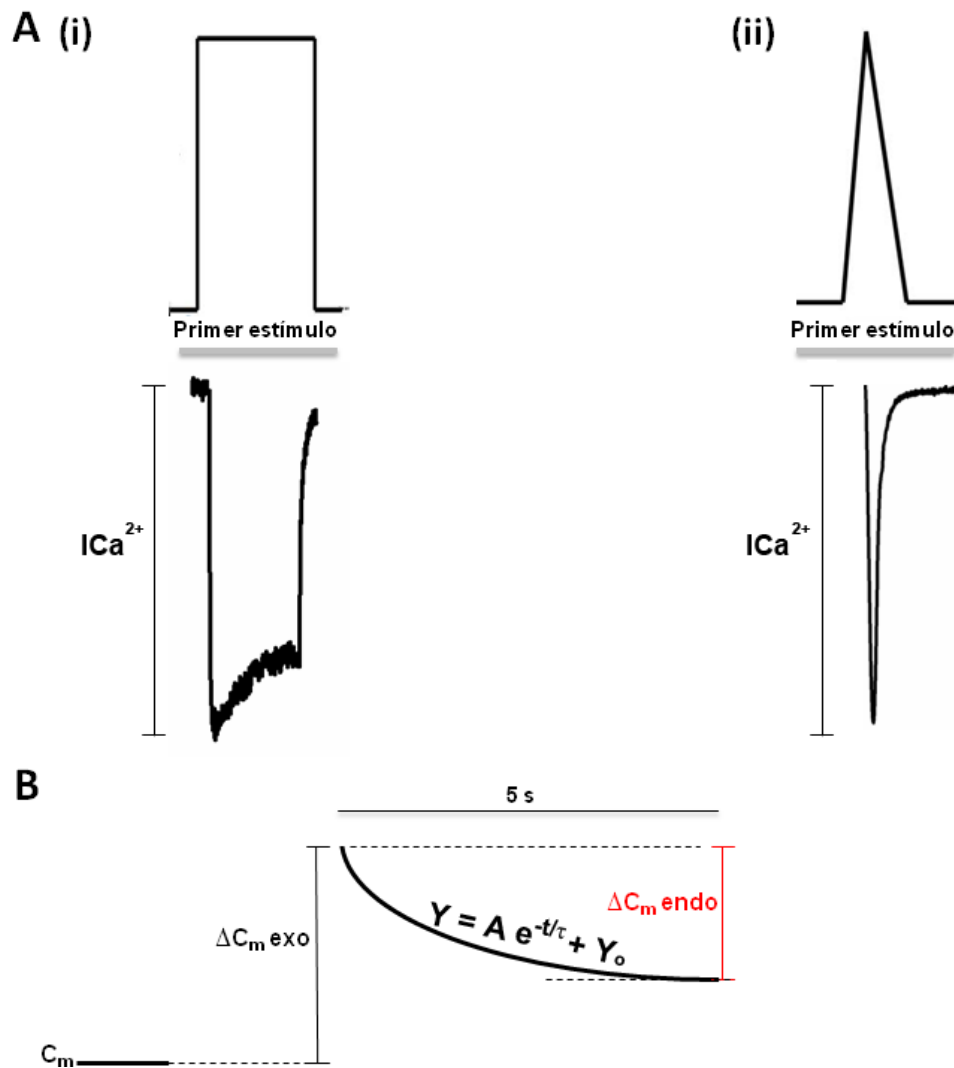 A (i)
(ii)
Primer estímulo
Primer estímulo
ICa²⁺
ICa²⁺
B
5 s
ΔCₘ exo
Y = A e^-t/τ + Yₒ
ΔCₘ endo
Cₘ